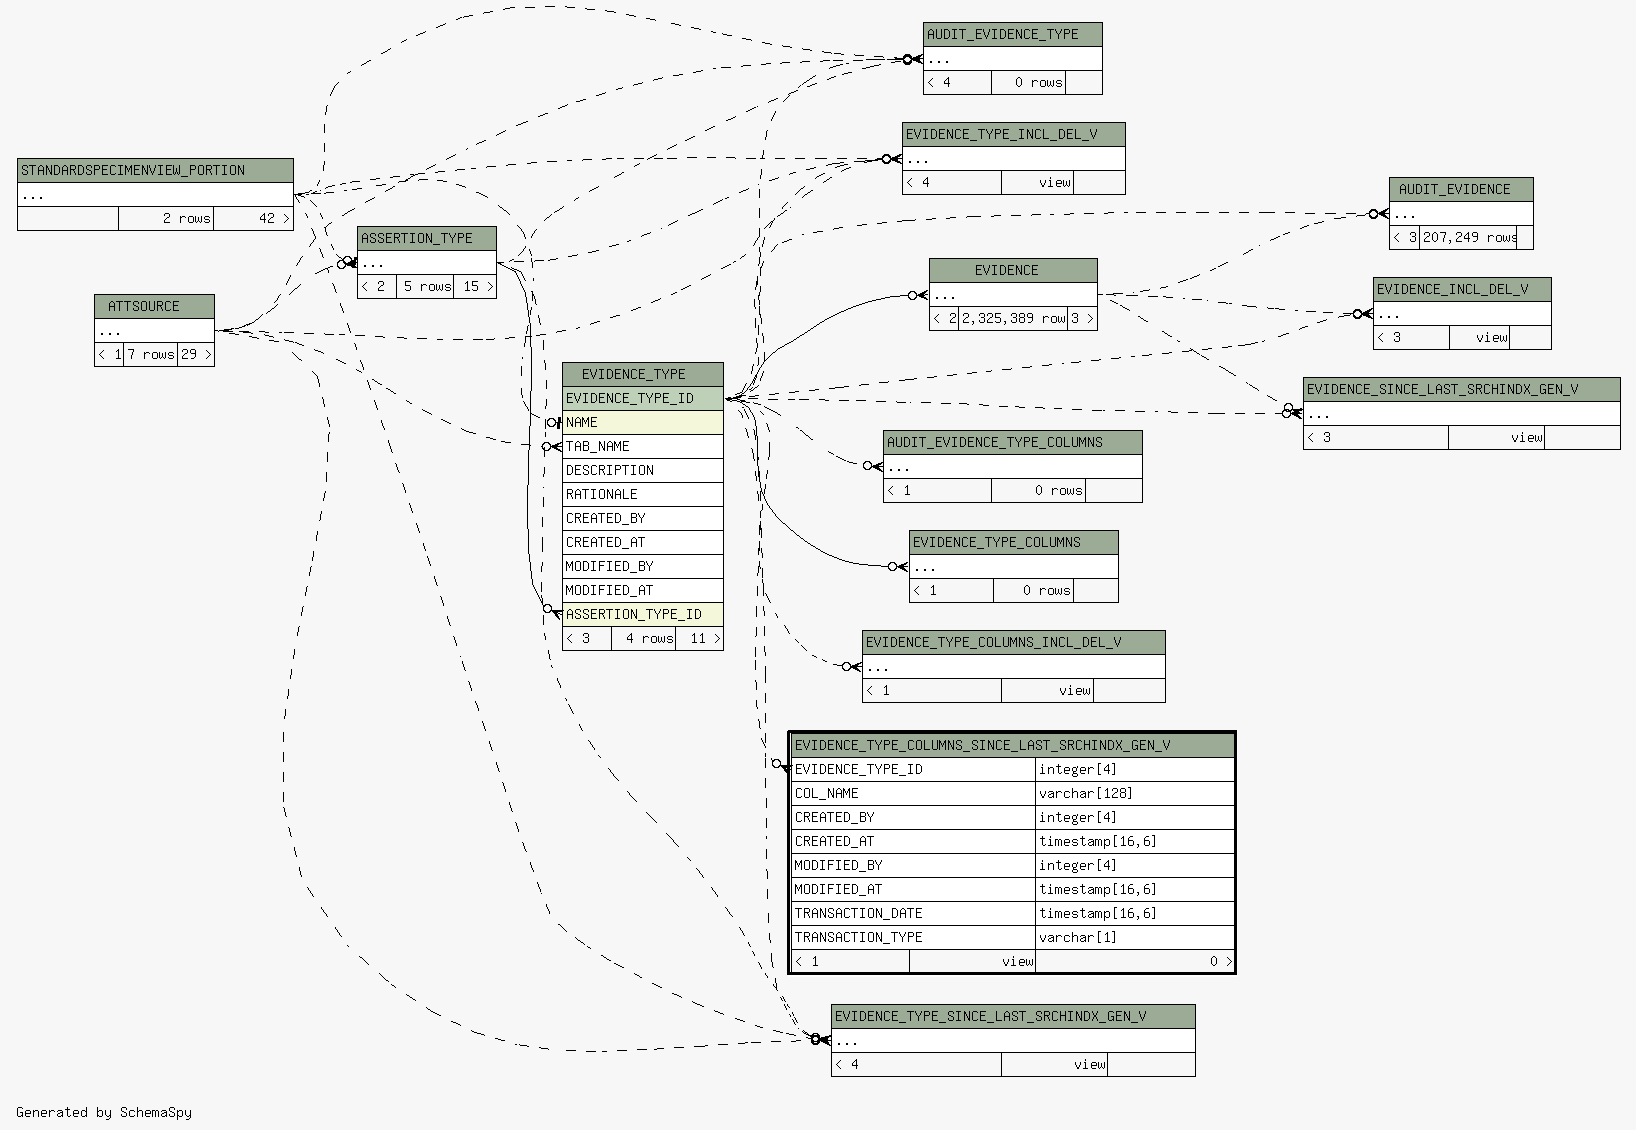 AUDIT_EVIDENCE_TYPE
...
< 4 0 rows
EVIDENCE_TYPE_INCL_DEL_V
...
< 4 view
STANDARDSPECIMENVIEW_PORTION
...
2 rows 42 >
AUDIT_EVIDENCE
...
< 3 207,249 rows
ASSERTION_TYPE
...
< 2 5 rows 15 >
EVIDENCE
...
< 2 2,325,389 row 3 >
EVIDENCE_INCL_DEL_V
...
< 3 view
ATTSOURCE
...
< 1 7 rows 29 >
EVIDENCE_TYPE
EVIDENCE_TYPE_ID
NAME
TAB_NAME
DESCRIPTION
RATIONALE
CREATED_BY
CREATED_AT
MODIFIED_BY
MODIFIED_AT
ASSERTION_TYPE_ID
< 3 4 rows 11 >
EVIDENCE_SINCE_LAST_SRCHINDX_GEN_V
...
< 3 view
AUDIT_EVIDENCE_TYPE_COLUMNS
...
< 1 0 rows
EVIDENCE_TYPE_COLUMNS
...
< 1 0 rows
EVIDENCE_TYPE_COLUMNS_INCL_DEL_V
...
< 1 view
EVIDENCE_TYPE_COLUMNS_SINCE_LAST_SRCHINDX_GEN_V
EVIDENCE_TYPE_ID integer[4]
COL_NAME varchar[128]
CREATED_BY integer[4]
CREATED_AT timestamp[16,6]
MODIFIED_BY integer[4]
MODIFIED_AT timestamp[16,6]
TRANSACTION_DATE timestamp[16,6]
TRANSACTION_TYPE varchar[1]
< 1 view 0 >
EVIDENCE_TYPE_SINCE_LAST_SRCHINDX_GEN_V
...
< 4 view
Generated by SchemaSpy